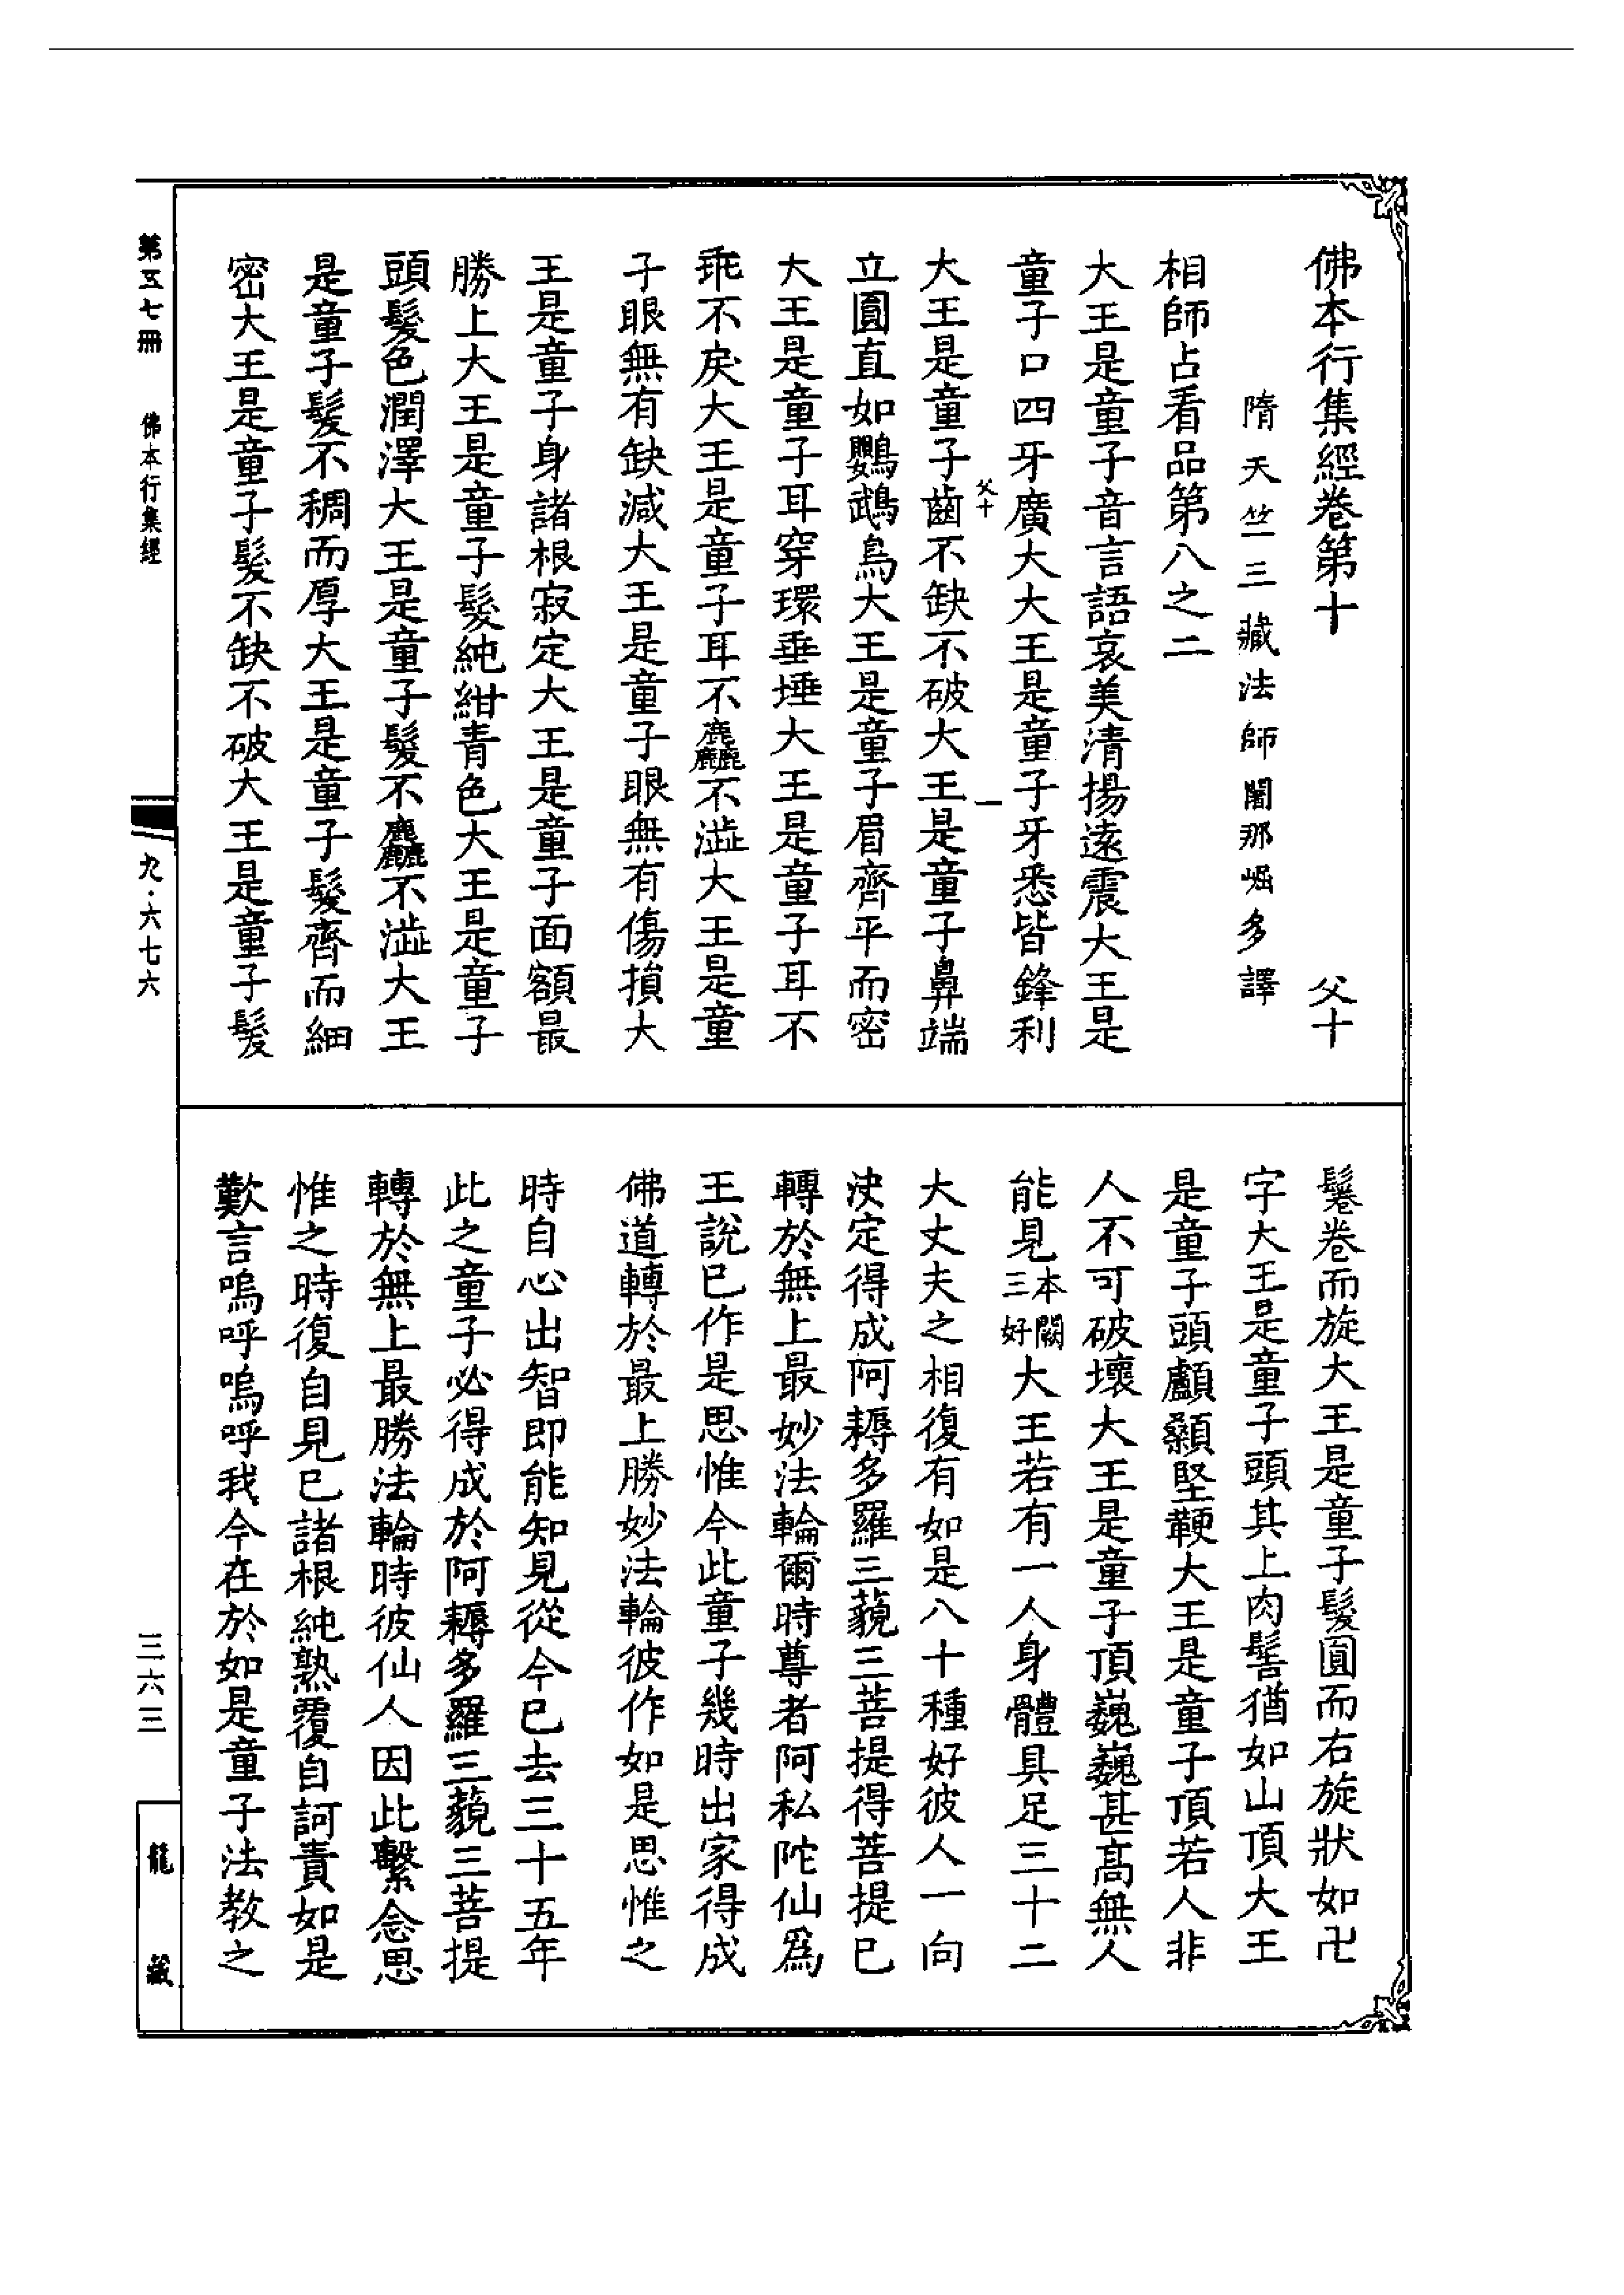 佛本行集經卷第十　父十
隋天竺三藏法師闍那崛多譯
相師占看品第八之二
大王是童子音言語哀美清揚遠震大王是
童子口四牙廣大大王是童子牙悉皆鋒利
父十　一
大王是童子齒不缺不破大王是童子鼻端
立圓直如鸚鵡鳥大王是童子眉齊平而密
大王是童子耳穿環垂埵大王是童子耳不
乖不戾大王是童子耳不麤不澁大王是童
子眼無有缺減大王是童子眼無有傷損大
王是童子身諸根寂定大王是童子面額最
勝上大王是童子髮純紺青色大王是童子
頭髮色潤澤大王是童子髮不麤不澁大王
是童子髮不稠而厚大王是童子髮齊而細
密大王是童子髮不缺不破大王是童子髮
鬈卷而旋大王是童子髮圓而右旋狀如卍
字大王是童子頭其上肉髻猶如山頂大王
是童子頭顱顙堅鞕大王是童子頂若人非
人不可破壞大王是童子頂巍巍甚高無人
能見本闕三好大王若有一人身體具足三十二
大丈夫之相復有如是八十種好彼人一向
決定得成阿耨多羅三藐三菩提得菩提已
轉於無上最妙法輪爾時尊者阿私陀仙為
王說已作是思惟今此童子幾時出家得成
佛道轉於最上勝妙法輪彼作如是思惟之
時自心出智即能知見從今已去三十五年
此之童子必得成於阿耨多羅三藐三菩提
轉於無上最勝法輪時彼仙人因此繫念思
惟之時復自見已諸根純熟覆自訶責如是
歎言嗚呼嗚呼我今在於如是童子法教之
第五七冊　佛本行集經　九·六七六　三六三　龍藏